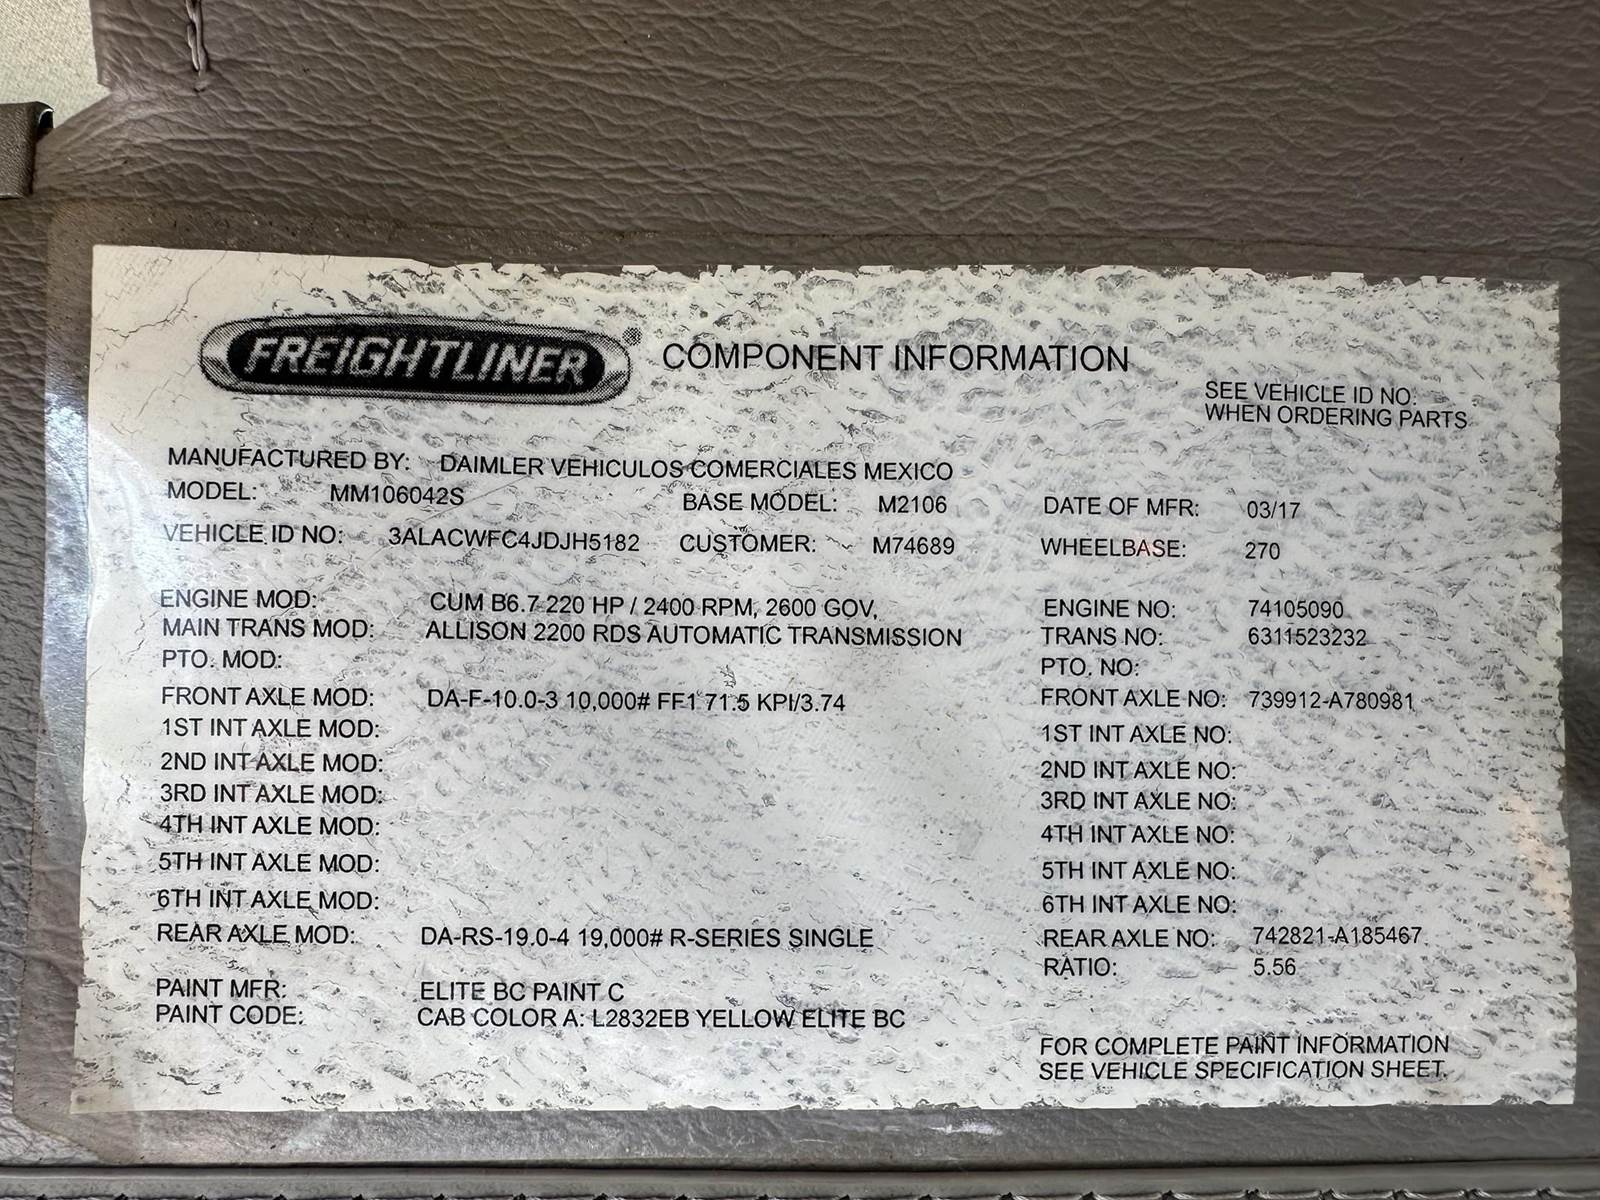 FREIGHTLINER® COMPONENT INFORMATION
SEE VEHICLE ID NO.
WHEN ORDERING PARTS
MANUFACTURED BY: DAIMLER VEHICULOS COMERCIALES MEXICO
MODEL: MM106042S BASE MODEL: M2106 DATE OF MFR: 03/17
VEHICLE ID NO: 3ALACWFC4JDJH5182 CUSTOMER: M74689 WHEELBASE: 270
ENGINE MOD: CUM B6.7 220 HP / 2400 RPM, 2600 GOV, ENGINE NO: 74105090
MAIN TRANS MOD: ALLISON 2200 RDS AUTOMATIC TRANSMISSION TRANS NO: 6311523232
PTO. MOD: PTO. NO:
FRONT AXLE MOD: DA-F-10.0-3 10,000# FF1 71.5 KPI/3.74 FRONT AXLE NO: 739912-A780981
1ST INT AXLE MOD: 1ST INT AXLE NO:
2ND INT AXLE MOD: 2ND INT AXLE NO:
3RD INT AXLE MOD: 3RD INT AXLE NO:
4TH INT AXLE MOD: 4TH INT AXLE NO:
5TH INT AXLE MOD: 5TH INT AXLE NO:
6TH INT AXLE MOD: 6TH INT AXLE NO:
REAR AXLE MOD: DA-RS-19.0-4 19,000# R-SERIES SINGLE REAR AXLE NO: 742821-A185467
RATIO: 5.56
PAINT MFR: ELITE BC PAINT C
PAINT CODE: CAB COLOR A: L2832EB YELLOW ELITE BC
FOR COMPLETE PAINT INFORMATION
SEE VEHICLE SPECIFICATION SHEET.